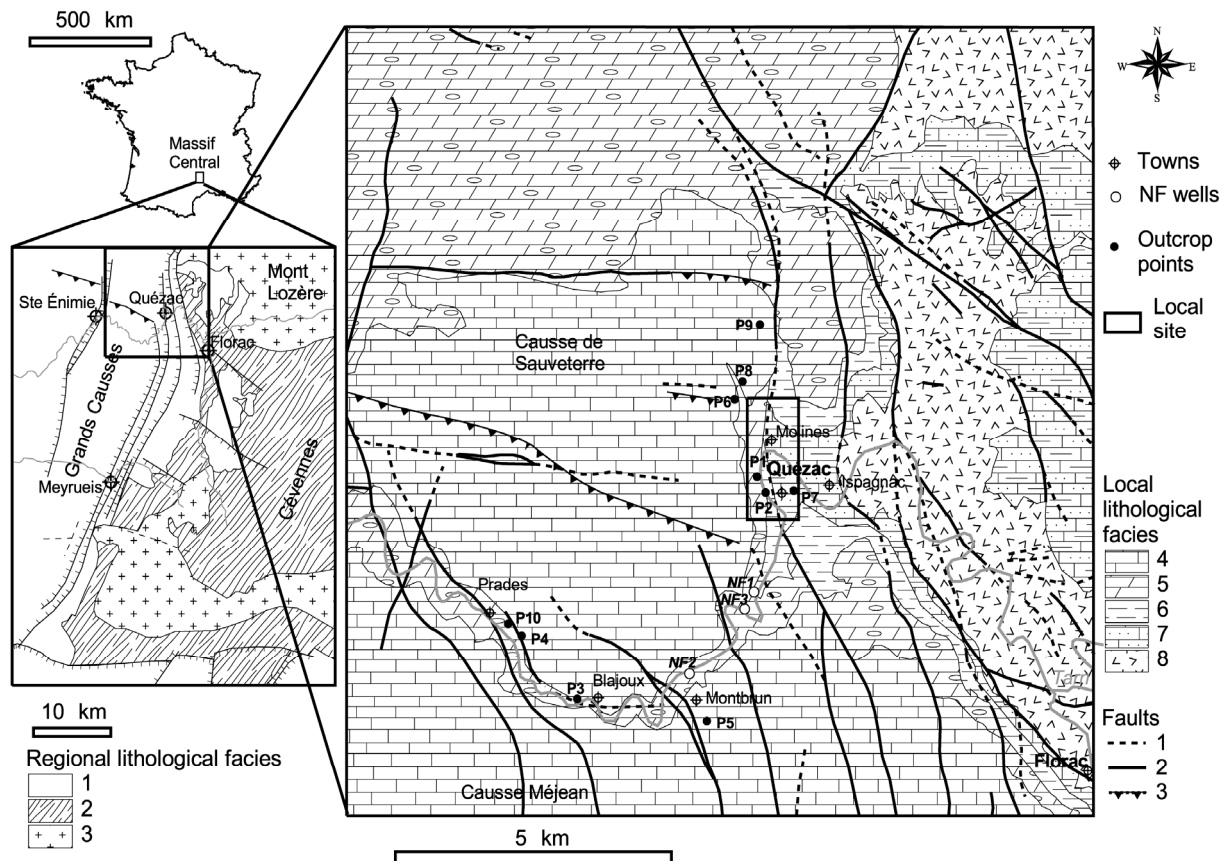 500 km
Massif
Central
Mont
Lozère
Ste Énimie
Quézac
Florac
Grands Causses
Meyrueis
Cévennes
10 km
Regional lithological facies
1
2
3
Causse de
Sauveterre
P9
P8
P6
Molines
P1
Quézac
P2
P7
Ispagnac
NF1
NF3
Prades
P10
P4
NF2
P3
Blajoux
Montbrun
P5
Causse Méjean
Tarn
Florac
5 km
N
W
E
S
Towns
NF wells
Outcrop
points
Local
site
Local
lithological
facies
4
5
6
7
8
Faults
1
2
3